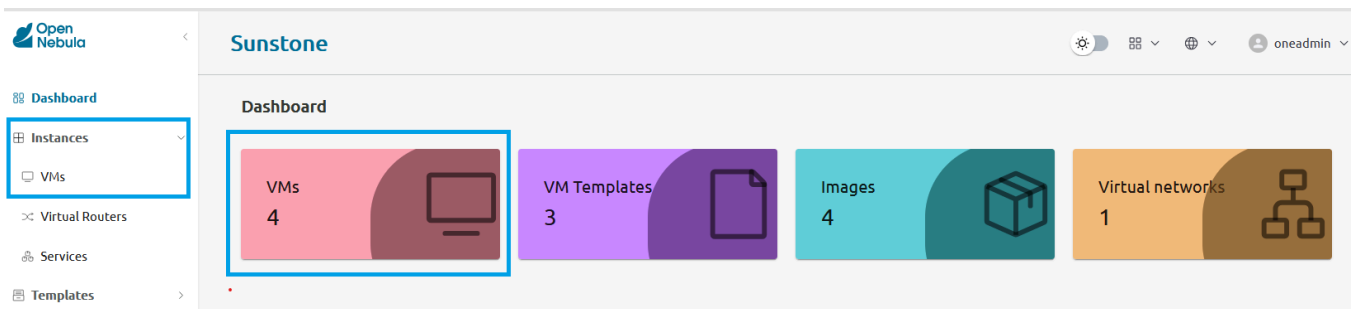 Open
Nebula
Sunstone
oneadmin
Dashboard
Instances
VMs
Virtual Routers
Services
Templates
Dashboard
VMs
4
VM Templates
3
Images
4
Virtual networks
1